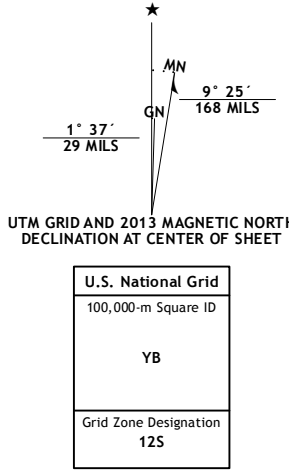 ★
MN
GN
9° 25´
168 MILS
1° 37´
29 MILS
UTM GRID AND 2013 MAGNETIC NORTH
DECLINATION AT CENTER OF SHEET
U.S. National Grid
100,000-m Square ID
YB
Grid Zone Designation
12S